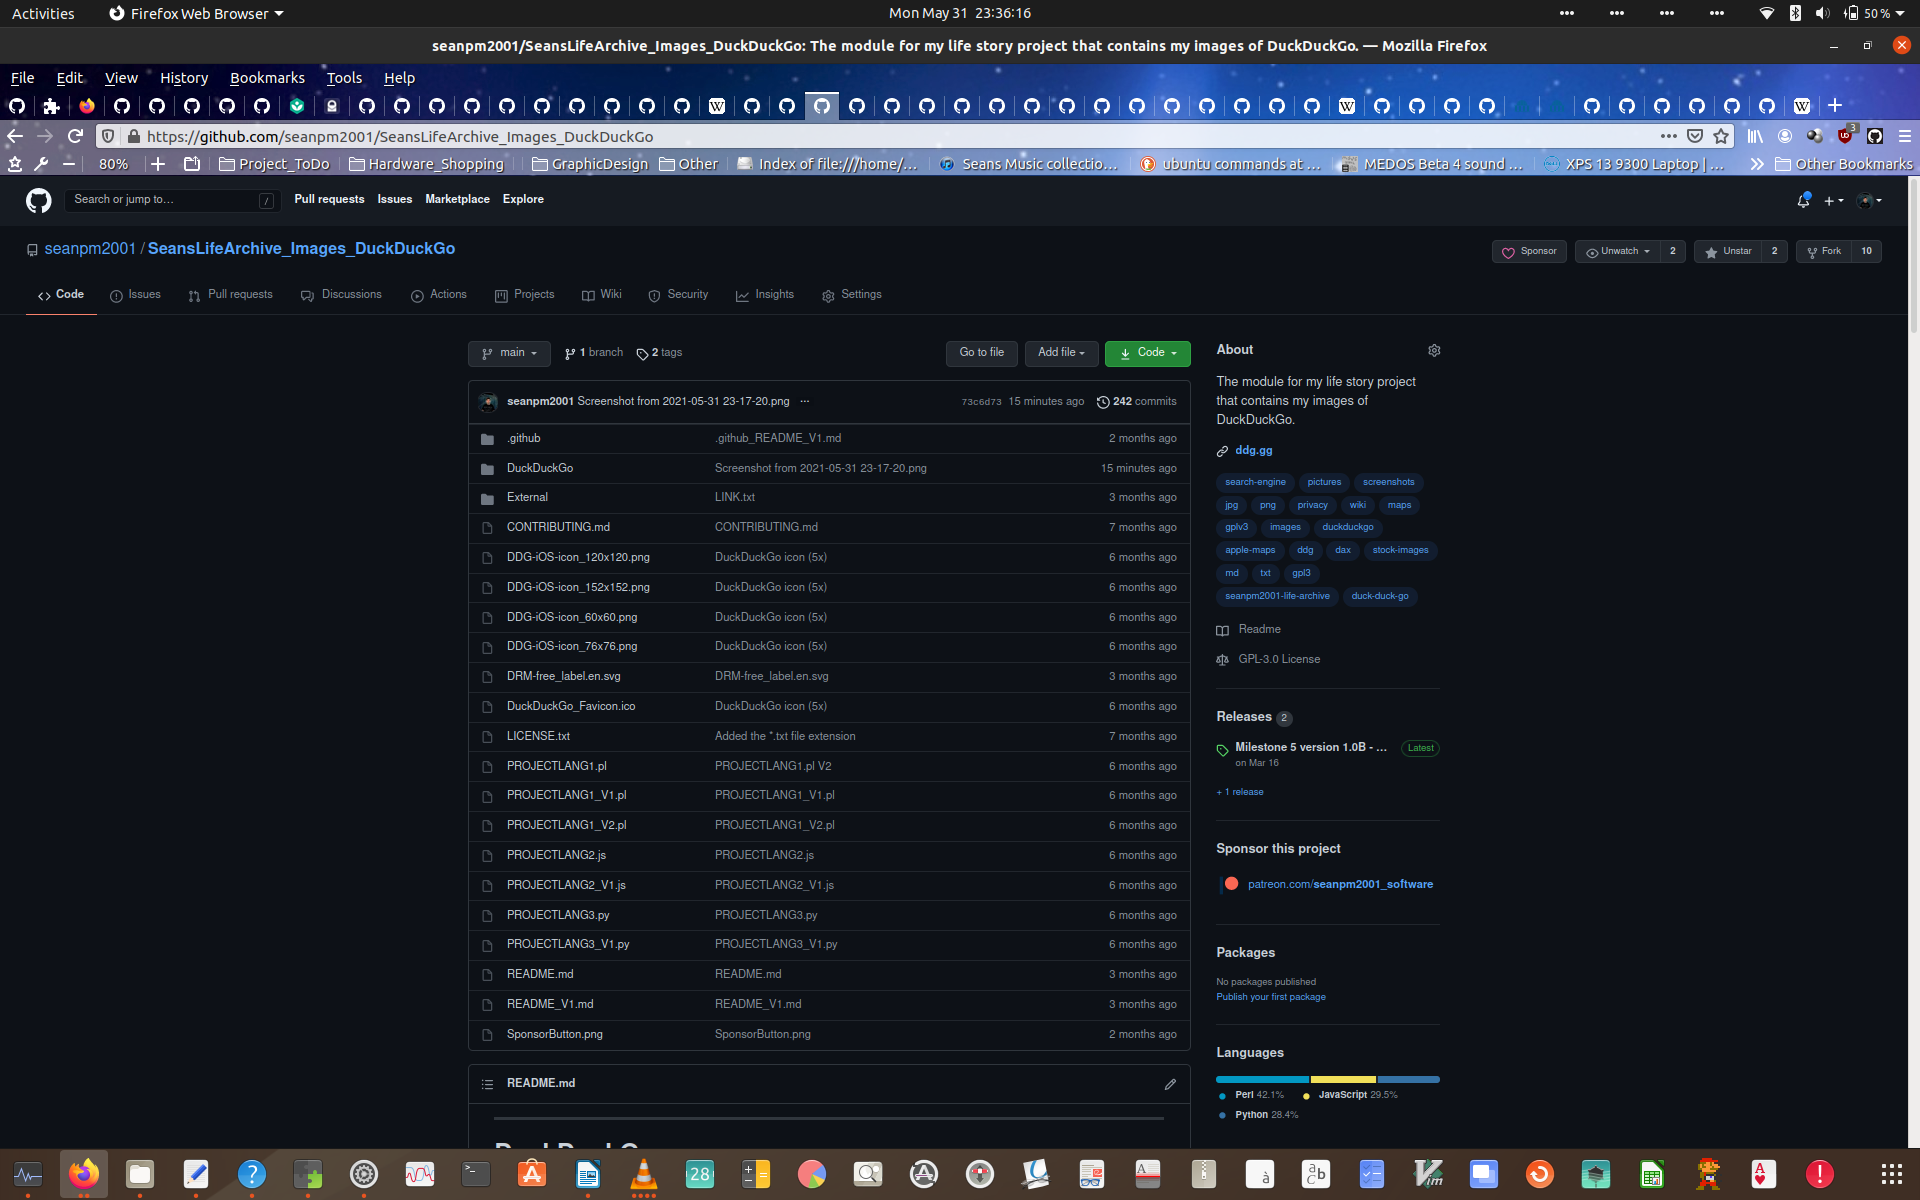 Activities Firefox Web Browser Mon May 31 23:36:16 50 %
seanpm2001/SeansLifeArchive_Images_DuckDuckGo: The module for my life story project that contains my images of DuckDuckGo. — Mozilla Firefox
File Edit View History Bookmarks Tools Help
https://github.com/seanpm2001/SeansLifeArchive_Images_DuckDuckGo 3
80% Project_ToDo Hardware_Shopping GraphicDesign Other Index of file:///home/... Seans Music collectio... ubuntu commands at ... MEDOS Beta 4 sound ... XPS 13 9300 Laptop | ... Other Bookmarks
Search or jump to... / Pull requests Issues Marketplace Explore
seanpm2001 / SeansLifeArchive_Images_DuckDuckGo Sponsor Unwatch 2 Unstar 2 Fork 10
Code Issues Pull requests Discussions Actions Projects Wiki Security Insights Settings
main 1 branch 2 tags Go to file Add file Code
seanpm2001 Screenshot from 2021-05-31 23-17-20.png ... 73c6d73 15 minutes ago 242 commits
.github .github_README_V1.md 2 months ago
DuckDuckGo Screenshot from 2021-05-31 23-17-20.png 15 minutes ago
External LINK.txt 3 months ago
CONTRIBUTING.md CONTRIBUTING.md 7 months ago
DDG-iOS-icon_120x120.png DuckDuckGo icon (5x) 6 months ago
DDG-iOS-icon_152x152.png DuckDuckGo icon (5x) 6 months ago
DDG-iOS-icon_60x60.png DuckDuckGo icon (5x) 6 months ago
DDG-iOS-icon_76x76.png DuckDuckGo icon (5x) 6 months ago
DRM-free_label.en.svg DRM-free_label.en.svg 3 months ago
DuckDuckGo_Favicon.ico DuckDuckGo icon (5x) 6 months ago
LICENSE.txt Added the *.txt file extension 7 months ago
PROJECTLANG1.pl PROJECTLANG1.pl V2 6 months ago
PROJECTLANG1_V1.pl PROJECTLANG1_V1.pl 6 months ago
PROJECTLANG1_V2.pl PROJECTLANG1_V2.pl 6 months ago
PROJECTLANG2.js PROJECTLANG2.js 6 months ago
PROJECTLANG2_V1.js PROJECTLANG2_V1.js 6 months ago
PROJECTLANG3.py PROJECTLANG3.py 6 months ago
PROJECTLANG3_V1.py PROJECTLANG3_V1.py 6 months ago
README.md README.md 3 months ago
README_V1.md README_V1.md 3 months ago
SponsorButton.png SponsorButton.png 2 months ago
README.md
About
The module for my life story project
that contains my images of
DuckDuckGo.
ddg.gg
search-engine pictures screenshots
jpg png privacy wiki maps
gplv3 images duckduckgo
apple-maps ddg dax stock-images
md txt gpl3
seanpm2001-life-archive duck-duck-go
Readme
GPL-3.0 License
Releases 2
Milestone 5 version 1.0B - ... Latest
on Mar 16
+ 1 release
Sponsor this project
patreon.com/seanpm2001_software
Packages
No packages published
Publish your first package
Languages
Perl 42.1% JavaScript 29.5%
Python 28.4%
28